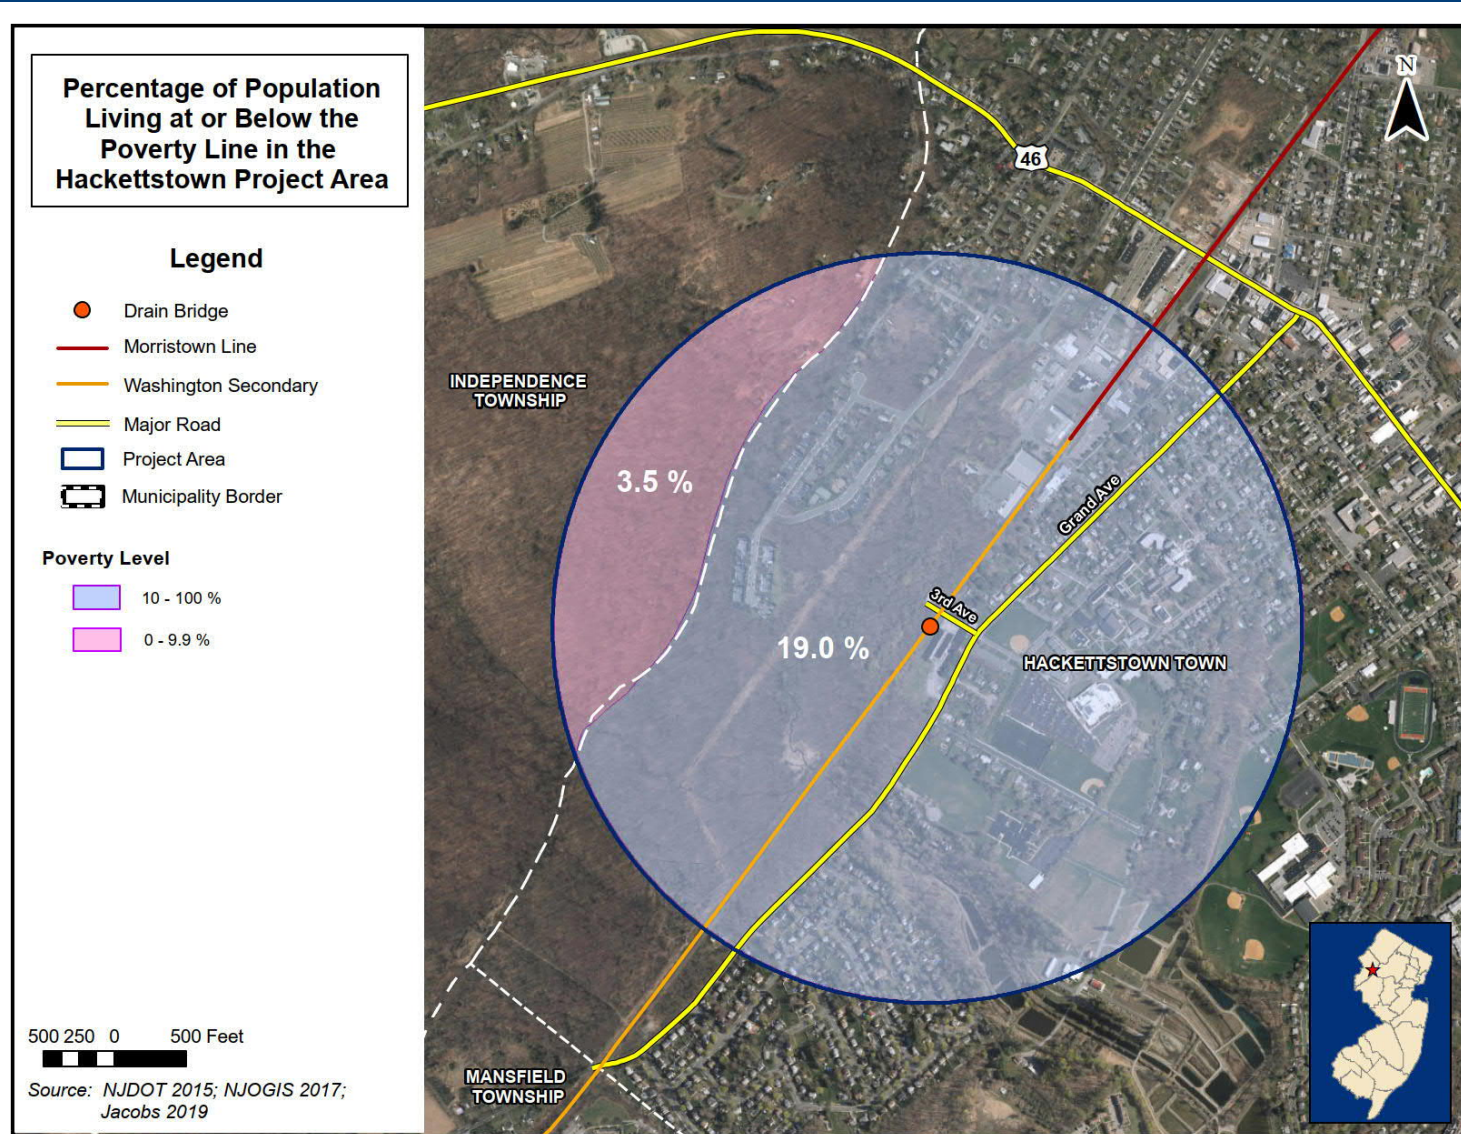 Percentage of Population
Living at or Below the
Poverty Line in the
Hackettstown Project Area
Legend
Drain Bridge
Morristown Line
Washington Secondary
Major Road
Project Area
Municipality Border
Poverty Level
10 - 100 %
0 - 9.9 %
500 250 0 500 Feet
Source: NJDOT 2015; NJOGIS 2017;
Jacobs 2019
N
46
INDEPENDENCE
TOWNSHIP
3.5 %
Grand Ave
3rd Ave
19.0 %
HACKETTSTOWN TOWN
MANSFIELD
TOWNSHIP